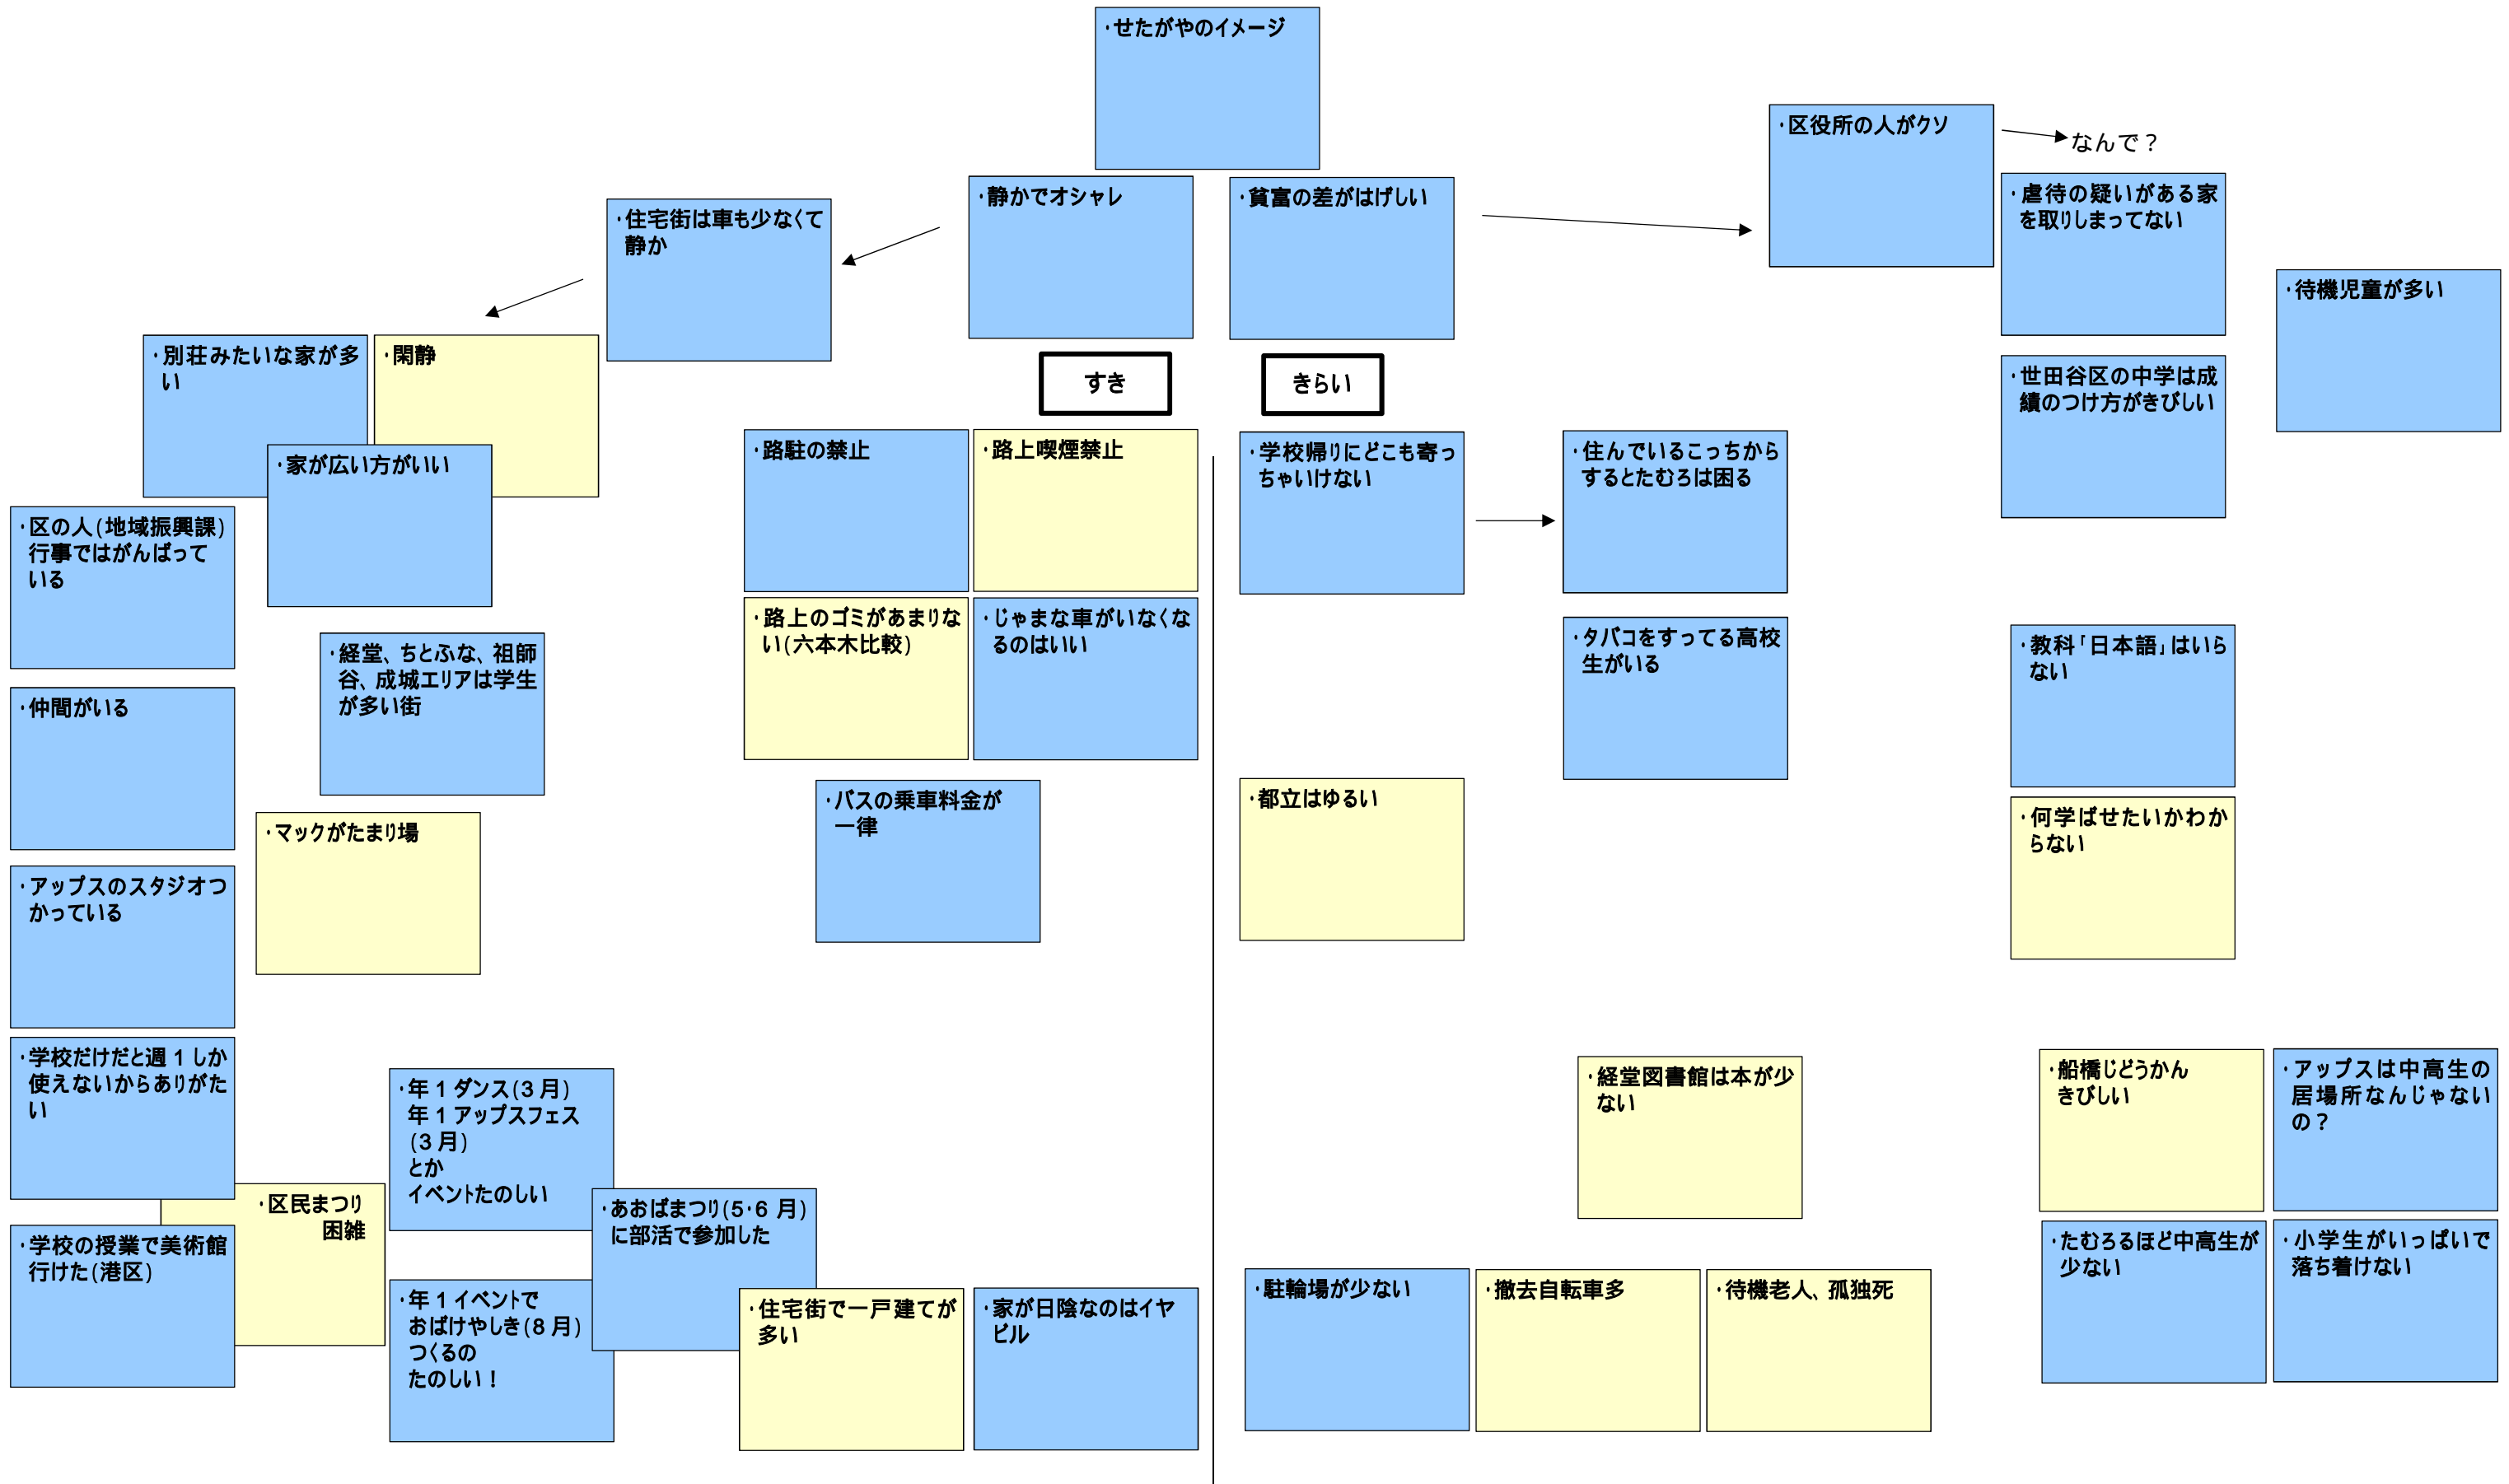 ・せたがやのイメージ
・区役所の人がクソ
なんで？
・静かでオシャレ
・貧富の差がはげしい
・住宅街は車も少なくて
静か
・虐待の疑いがある家
を取りしまってない
・待機児童が多い
・別荘みたいな家が多
い
・閑静
すき
きらい
・世田谷区の中学は成
績のつけ方がきびしい
・家が広い方がいい
・路駐の禁止
・路上喫煙禁止
・学校帰りにどこも寄っ
ちゃいけない
・住んでいるこっちから
するとたむろは困る
・区の人(地域振興課)
行事ではがんばって
いる
・路上のゴミがあまりな
い(六本木比較)
・じゃまな車がいなくな
るのはいい
・タバコをすってる高校
生がいる
・教科「日本語」はいら
ない
・経堂、ちとふな、祖師
谷、成城エリアは学生
が多い街
・仲間がいる
・バスの乗車料金が
一律
・都立はゆるい
・何学ばせたいかわか
らない
・マックがたまり場
・アップスのスタジオつ
かっている
・学校だけだと週1しか
使えないからありがた
い
・年1ダンス(3月)
年1アップスフェス
(3月)
とか
イベントたのしい
・経堂図書館は本が少
ない
・船橋じどうかん
きびしい
・アップスは中高生の
居場所なんじゃない
の？
・区民まつり
困雑
・あおばまつり(5・6月)
に部活で参加した
・学校の授業で美術館
行けた(港区)
・たむろるほど中高生が
少ない
・小学生がいっぱいで
落ち着けない
・年1イベントで
おばけやしき(8月)
つくるの
たのしい！
・住宅街で一戸建てが
多い
・家が日陰なのはイヤ
ビル
・駐輪場が少ない
・撤去自転車多
・待機老人、孤独死